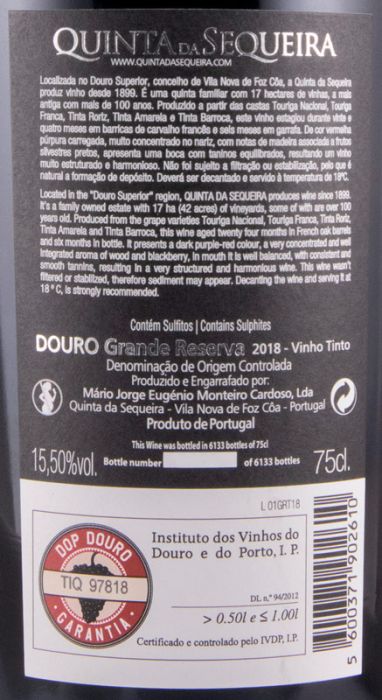 QUINTA DA SEQUEIRA
WWW.QUINTADASEQUEIRA.COM
Localizada no Douro Superior, concelho de Vila Nova de Foz Côa, a Quinta da Sequeira
produz vinho desde 1899. É uma quinta familiar com 17 hectares de vinhas, a mais
antiga com mais de 100 anos. Produzido a partir das castas Touriga Nacional, Touriga
Franca, Tinta Roriz, Tinta Amarela e Tinta Barroca, este vinho estagiou durante vinte e
quatro meses em barricas de carvalho francês e seis meses em garrafa. De cor vermelha
púrpura carregada, muito concentrado no nariz, com notas de madeira associada a frutos
silvestres pretos, apresenta uma boca com taninos equilibrados, resultando um vinho
muito estruturado e harmonioso. Não foi sujeito a filtração ou estabilização, pelo que é
natural a formação de depósito. Deverá ser decantado e servido à temperatura de 18ºC.
Located in the "Douro Superior" region, QUINTA DA SEQUEIRA produces wine since 1899.
It's a family owned estate with 17 ha (42 acres) of vineyards, some of with are over 100
years old. Produced from the grape varieties Touriga Nacional, Touriga Franca, Tinta Roriz,
Tinta Amarela and Tinta Barroca, this wine aged twenty four months in French oak barrels
and six months in bottle. It presents a dark purple-red colour, a very concentrated and well
integrated aroma of wood and blackberry, In mouth it is well balanced, with consistent and
smooth tannins, resulting in a very structured and harmonious wine. This wine wasn't
filtered or stabilized, therefore sediment may appear. Decanting the wine and serving it at
18 º C, is strongly recommended.
Contém Sulfitos | Contains Sulphites
DOURO Grande Reserva 2018 - Vinho Tinto
Denominação de Origem Controlada
Produzido e Engarrafado por:
Mário Jorge Eugénio Monteiro Cardoso, Lda
Quinta da Sequeira - Vila Nova de Foz Côa - Portugal
Produto de Portugal
This Wine was bottled in 6133 bottles of 75cl
15,50%vol. Bottle number of 6133 bottles. 75cl.
L 01GRT18
DOP DOURO
TIQ 97818
GARANTIA
Instituto dos Vinhos do
Douro e do Porto, I. P.
DL n.º 94/2012
> 0.50l e ≤ 1.00l
Certificado e controlado pelo IVDP, I.P.
5 600371 902610